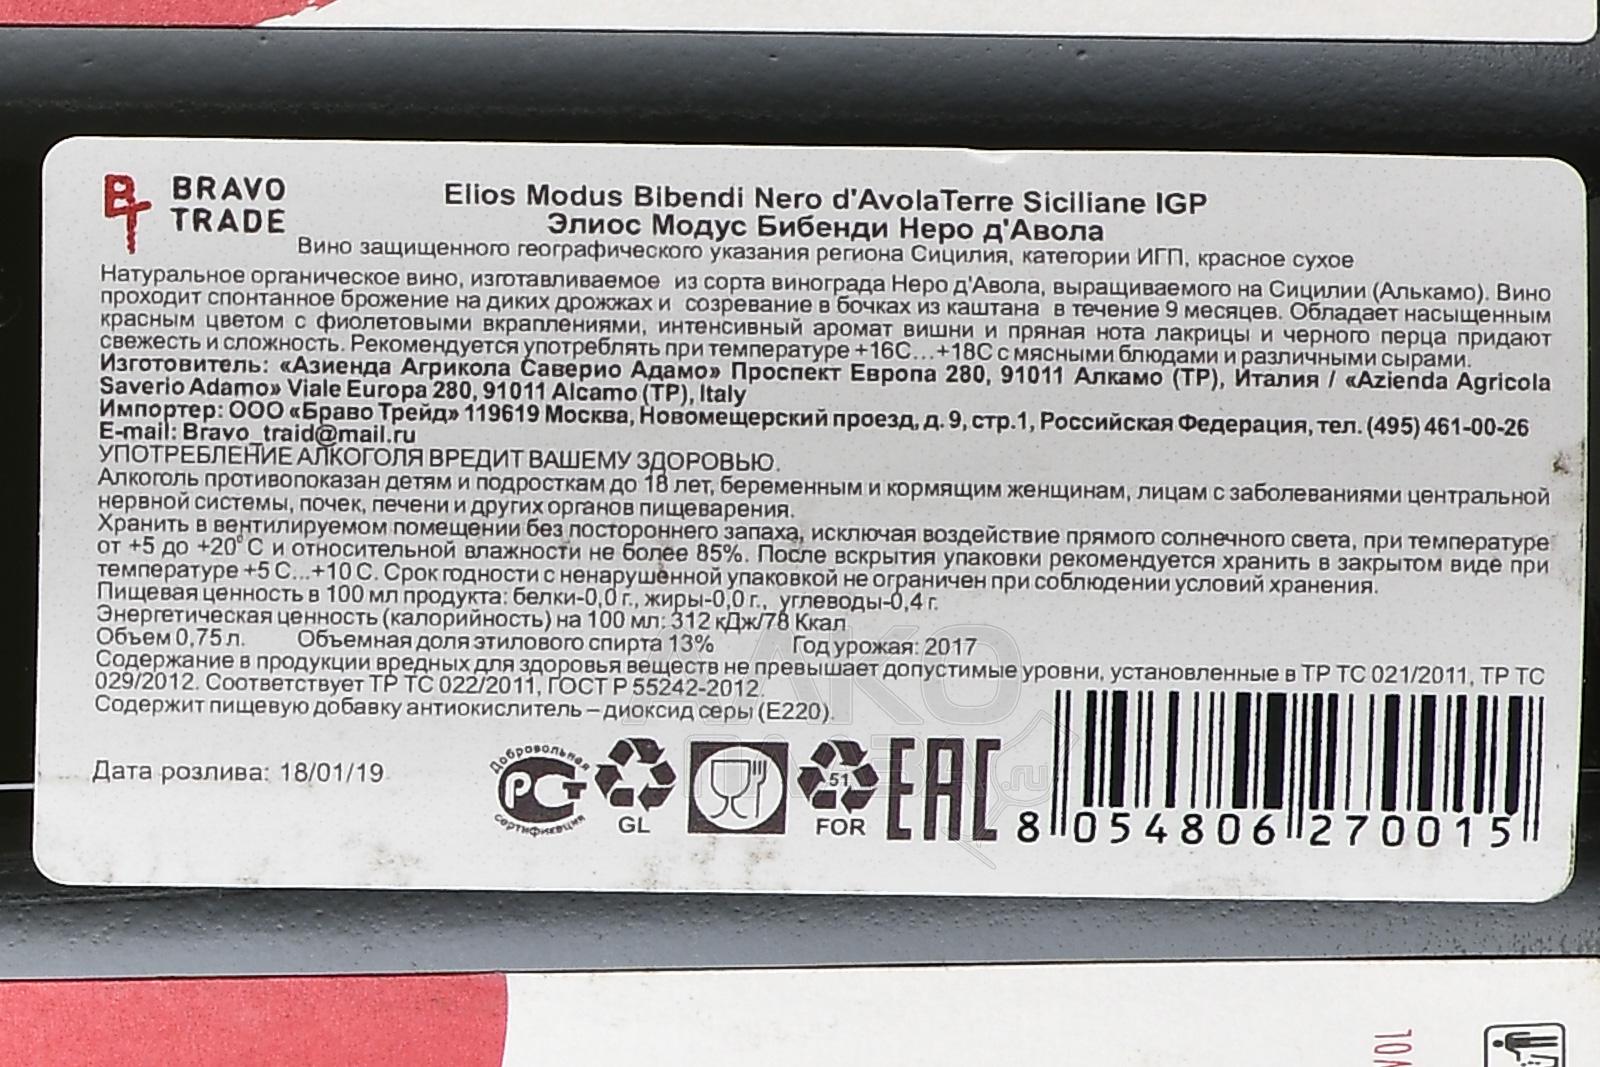 BRAVO
TRADE
Elios Modus Bibendi Nero d'AvolaTerre Siciliane IGP
Элиос Модус Бибенди Неро д'Авола
Вино защищенного географического указания региона Сицилия, категории ИГП, красное сухое
Натуральное органическое вино, изготавливаемое из сорта винограда Неро д'Авола, выращиваемого на Сицилии (Алькамо). Вино
проходит спонтанное брожение на диких дрожжах и созревание в бочках из каштана в течение 9 месяцев. Обладает насыщенным
красным цветом с фиолетовыми вкраплениями, интенсивный аромат вишни и пряная нота лакрицы и черного перца придают
свежесть и сложность. Рекомендуется употреблять при температуре +16С...+18С с мясными блюдами и различными сырами.
Изготовитель: «Азиенда Агрикола Саверио Адамо» Проспект Европа 280, 91011 Алкамо (ТР), Италия / «Azienda Agricola
Saverio Adamo» Viale Europa 280, 91011 Alcamo (TP), Italy
Импортер: ООО «Браво Трейд» 119619 Москва, Новомещерский проезд, д. 9, стр.1, Российская Федерация, тел. (495) 461-00-26
E-mail: Bravo_traid@mail.ru
УПОТРЕБЛЕНИЕ АЛКОГОЛЯ ВРЕДИТ ВАШЕМУ ЗДОРОВЬЮ.
Алкоголь противопоказан детям и подросткам до 18 лет, беременным и кормящим женщинам, лицам с заболеваниями центральной
нервной системы, почек, печени и других органов пищеварения.
Хранить в вентилируемом помещении без постороннего запаха, исключая воздействие прямого солнечного света, при температуре
от +5 до +20° С и относительной влажности не более 85%. После вскрытия упаковки рекомендуется хранить в закрытом виде при
температуре +5 С...+10 С. Срок годности с ненарушенной упаковкой не ограничен при соблюдении условий хранения.
Пищевая ценность в 100 мл продукта: белки-0,0 г., жиры-0,0 г., углеводы-0,4 г.
Энергетическая ценность (калорийность) на 100 мл: 312 кДж/78 Ккал
Объем 0,75 л. Объемная доля этилового спирта 13% Год урожая: 2017
Содержание в продукции вредных для здоровья веществ не превышает допустимые уровни, установленные в ТР ТС 021/2011, ТР ТС
029/2012. Соответствует ТР ТС 022/2011, ГОСТ Р 55242-2012.
Содержит пищевую добавку антиокислитель – диоксид серы (Е220).
Дата розлива: 18/01/19
Добровольная
РСТ
сертификация
GL
51
FOR
EAC
8 054806 270015
АКО
ПЛАЗА.ru
VOL